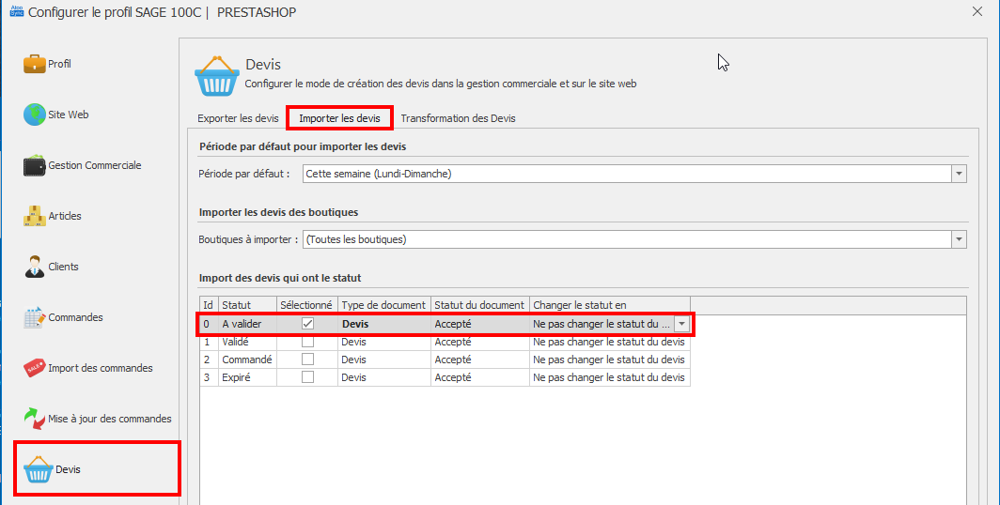 Atoo Sync Configurer le profil SAGE 100C | PRESTASHOP
Profil
Site Web
Gestion Commerciale
Articles
Clients
Commandes
SALE Import des commandes
Mise à jour des commandes
Devis
Devis
Configurer le mode de création des devis dans la gestion commerciale et sur le site web
Exporter les devis Importer les devis Transformation des Devis
Période par défaut pour importer les devis
Période par défaut : Cette semaine (Lundi-Dimanche)
Importer les devis des boutiques
Boutiques à importer : (Toutes les boutiques)
Import des devis qui ont le statut
Id Statut Sélectionné Type de document Statut du document Changer le statut en
0 A valider Devis Accepté Ne pas changer le statut du ...
1 Validé Devis Accepté Ne pas changer le statut du devis
2 Commandé Devis Accepté Ne pas changer le statut du devis
3 Expiré Devis Accepté Ne pas changer le statut du devis